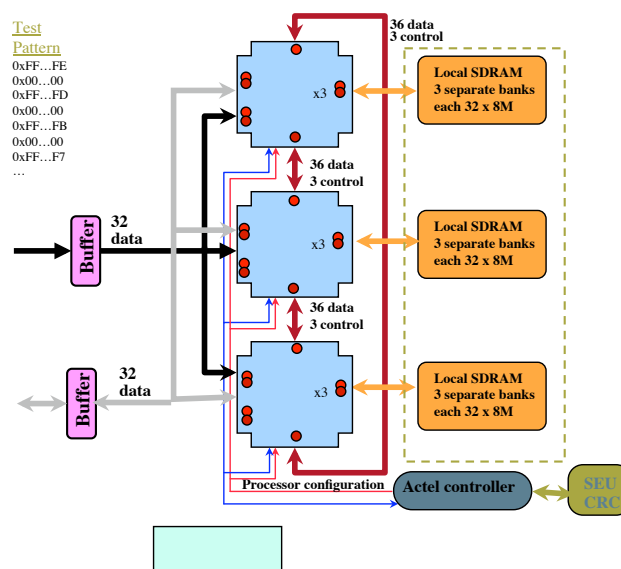 Test
Pattern
0xFF…FE
0x00…00
0xFF…FD
0x00…00
0xFF…FB
0x00…00
0xFF…F7
…
36 data
3 control
x3
Local SDRAM
3 separate banks
each 32 x 8M
36 data
3 control
32
data
Buffer
x3
Local SDRAM
3 separate banks
each 32 x 8M
36 data
3 control
32
data
Buffer
x3
Local SDRAM
3 separate banks
each 32 x 8M
Processor configuration
Actel controller
SEU
CRC